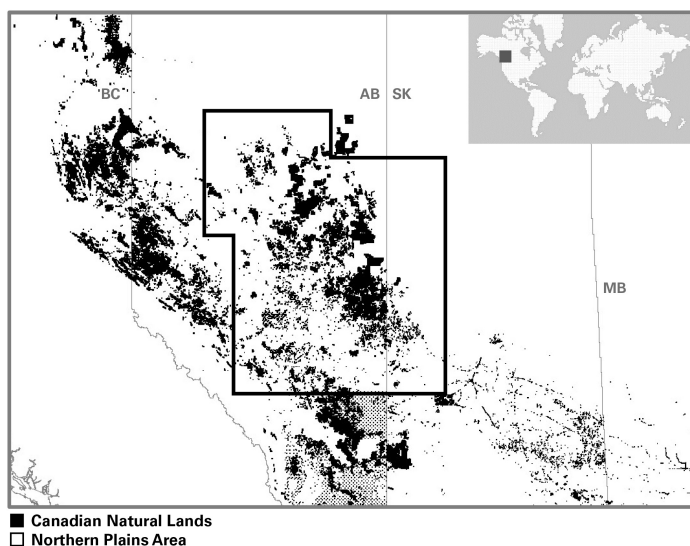 BC
AB SK
MB
Canadian Natural Lands
Northern Plains Area